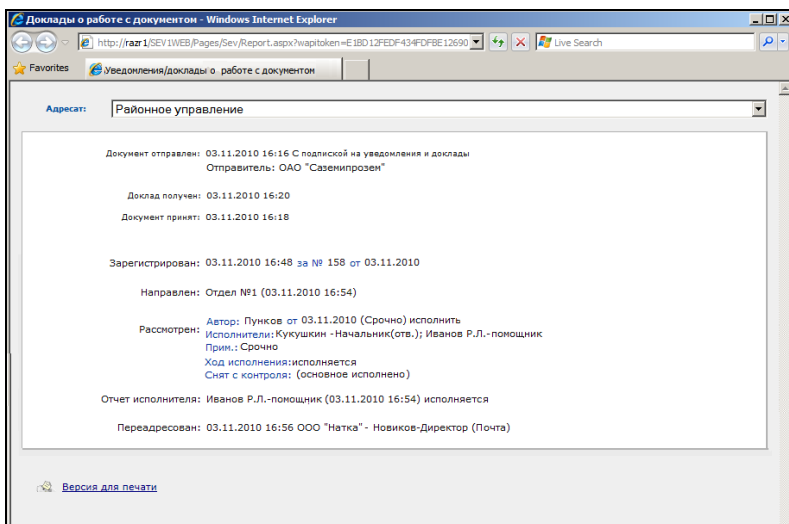 Доклады о работе с документом - Windows Internet Explorer
http://razr1/SEV1WEB/Pages/Sev/Report.aspx?wapitoken=E1BD12FEDF434FDFBE12690
Live Search
Favorites
Уведомления/доклады о работе с документом
Адресат: Районное управление
Документ отправлен: 03.11.2010 16:16 С подпиской на уведомления и доклады
Отправитель: ОАО "Саземипрозем"
Доклад получен: 03.11.2010 16:20
Документ принят: 03.11.2010 16:18
Зарегистрирован: 03.11.2010 16:48 за № 158 от 03.11.2010
Направлен: Отдел №1 (03.11.2010 16:54)
Рассмотрен: Автор: Пунков от 03.11.2010 (Срочно) исполнить
Исполнители: Кукушкин -Начальник(отв.); Иванов Р.Л.-помощник
Прим.: Срочно
Ход исполнения:исполняется
Снят с контроля: (основное исполнено)
Отчет исполнителя: Иванов Р.Л.-помощник (03.11.2010 16:54) исполняется
Переадресован: 03.11.2010 16:56 ООО "Натка" - Новиков-Директор (Почта)
Версия для печати